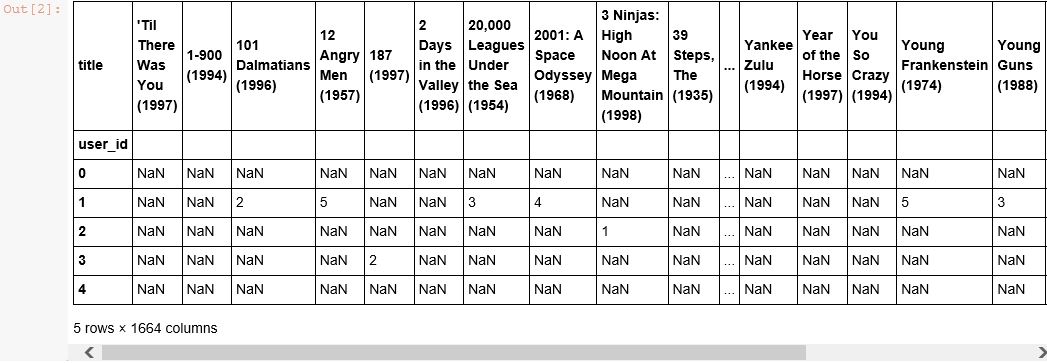 Out[2]:
title 'Til There Was You (1997) 1-900 (1994) 101 Dalmatians (1996) 12 Angry Men (1957) 187 (1997) 2 Days in the Valley (1996) 20,000 Leagues Under the Sea (1954) 2001: A Space Odyssey (1968) 3 Ninjas: High Noon At Mega Mountain (1998) 39 Steps, The (1935) ... Yankee Zulu (1994) Year of the Horse (1997) You So Crazy (1994) Young Frankenstein (1974) Young Guns (1988)
user_id
0 NaN NaN NaN NaN NaN NaN NaN NaN NaN NaN ... NaN NaN NaN NaN NaN
1 NaN NaN 2 5 NaN NaN 3 4 NaN NaN ... NaN NaN NaN 5 3
2 NaN NaN NaN NaN NaN NaN NaN NaN 1 NaN ... NaN NaN NaN NaN NaN
3 NaN NaN NaN NaN 2 NaN NaN NaN NaN NaN ... NaN NaN NaN NaN NaN
4 NaN NaN NaN NaN NaN NaN NaN NaN NaN NaN ... NaN NaN NaN NaN NaN
5 rows × 1664 columns